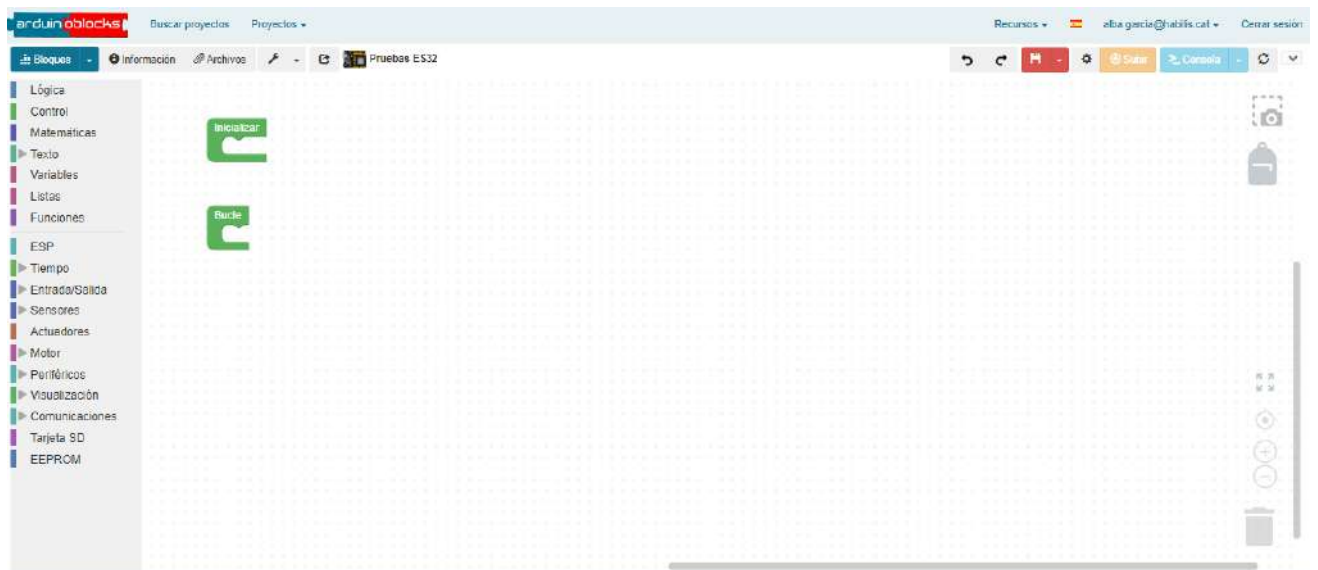 arduinoblocks Buscar proyectos Proyectos Recursos alba.garcia@habilis.cat Cerrar sesión
Bloques Información Archivos Pruebas ES32 Subir Consola
Lógica
Control
Matemáticas
Texto
Variables
Listas
Funciones
ESP
Tiempo
Entrada/Salida
Sensores
Actuadores
Motor
Periféricos
Visualización
Comunicaciones
Tarjeta SD
EEPROM
Inicializar
Bucle